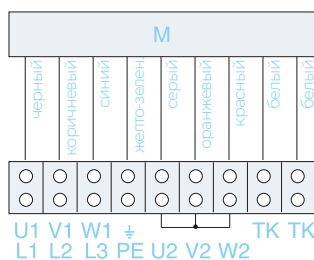 M
черный
коричневый
синий
желто-зелен.
серый
оранжевый
красный
белый
белый
U1 V1 W1 ⏚ TK TK
L1 L2 L3 PE U2 V2 W2